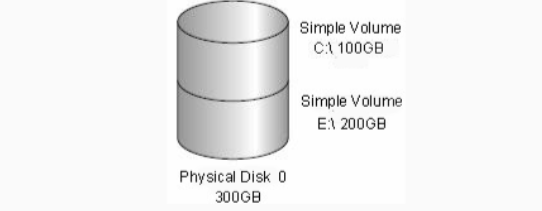 Simple Volume
C:\ 100GB
Simple Volume
E:\ 200GB
Physical Disk 0
300GB